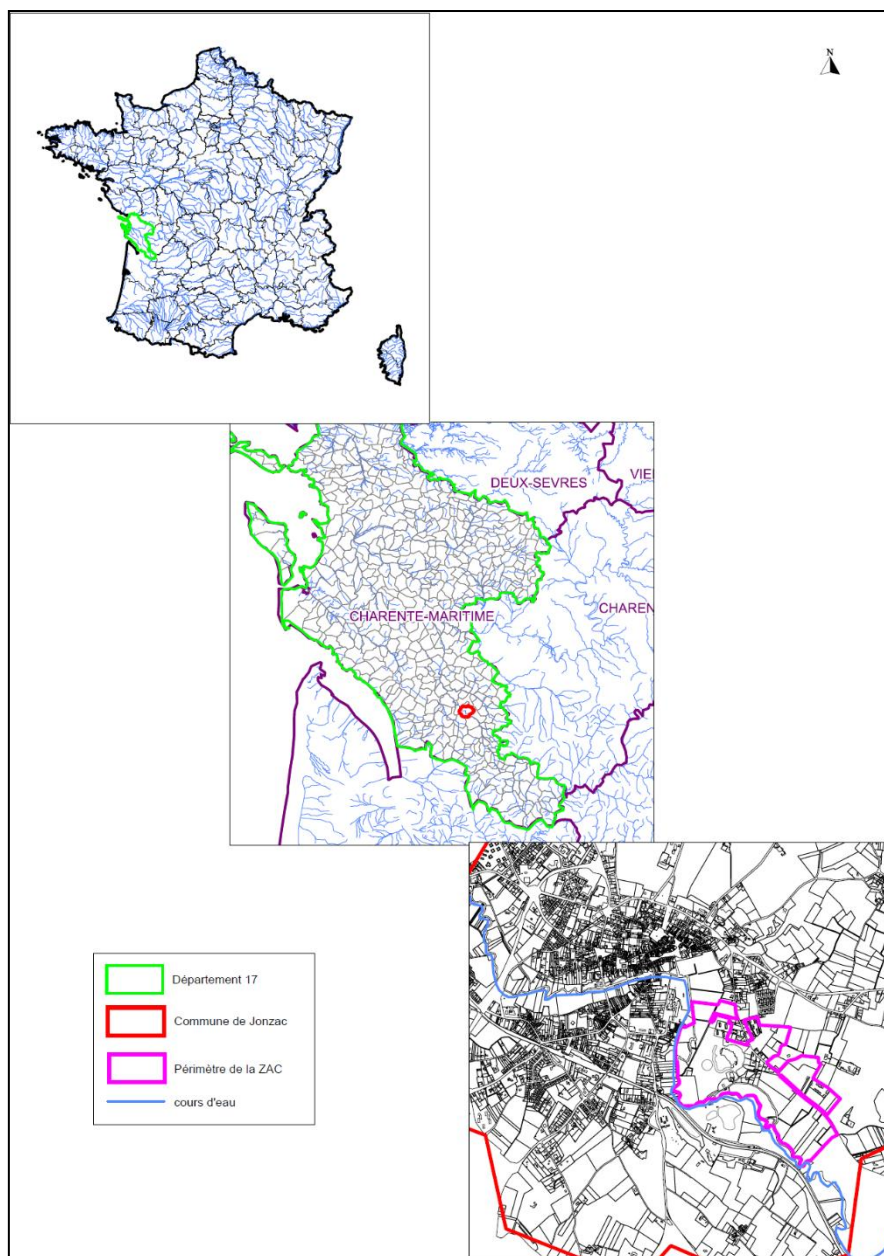 N
DEUX-SEVRES
VIE
CHARENTE-MARITIME
CHAREN
Département 17
Commune de Jonzac
Périmètre de la ZAC
cours d'eau